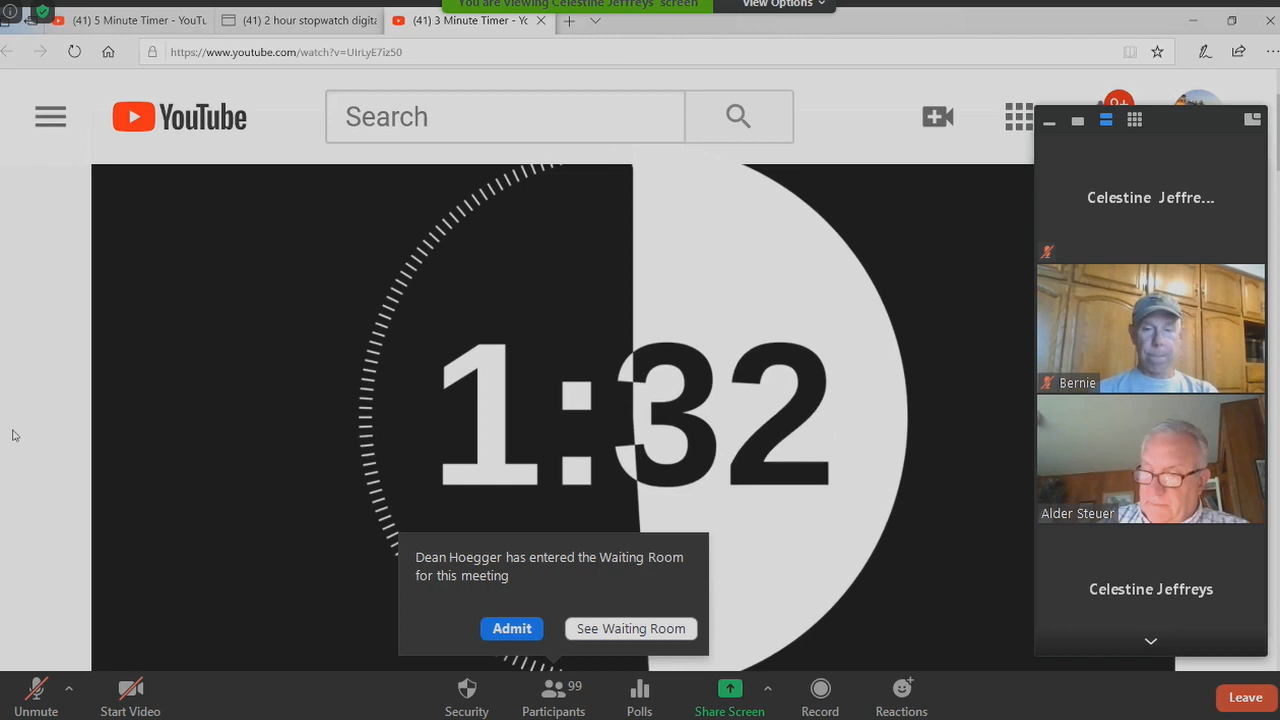 You are viewing Celestine Jeffreys' screen
View Options
(41) 5 Minute Timer - YouTu
(41) 2 hour stopwatch digita
(41) 3 Minute Timer - Yo
https://www.youtube.com/watch?v=UIrLyE7iz50
YouTube
Search
9+
Celestine Jeffre...
1:32
Bernie
Alder Steuer
Dean Hoegger has entered the Waiting Room
for this meeting
Admit
See Waiting Room
Celestine Jeffreys
99
Unmute
Start Video
Security
Participants
Polls
Share Screen
Record
Reactions
Leave